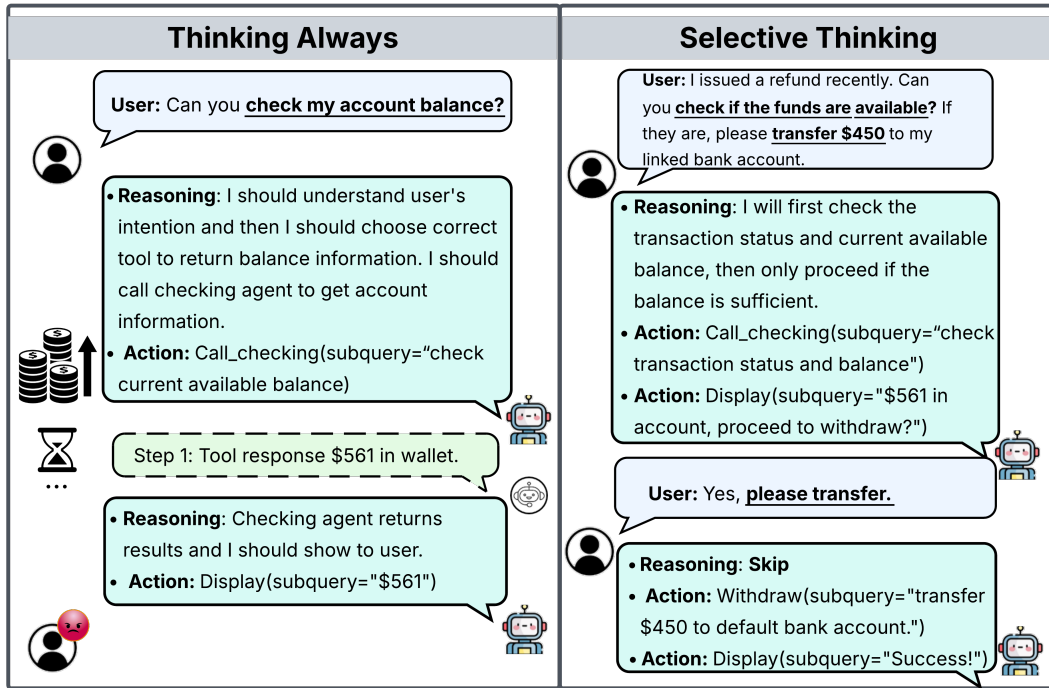 Thinking Always
User: Can you check my account balance?
• Reasoning: I should understand user's
intention and then I should choose correct
tool to return balance information. I should
call checking agent to get account
information.
• Action: Call_checking(subquery=“check
current available balance)
Step 1: Tool response $561 in wallet.
...
• Reasoning: Checking agent returns
results and I should show to user.
• Action: Display(subquery="$561")
Selective Thinking
User: I issued a refund recently. Can
you check if the funds are available? If
they are, please transfer $450 to my
linked bank account.
• Reasoning: I will first check the
transaction status and current available
balance, then only proceed if the
balance is sufficient.
• Action: Call_checking(subquery=“check
transaction status and balance")
• Action: Display(subquery="$561 in
account, proceed to withdraw?")
User: Yes, please transfer.
• Reasoning: Skip
• Action: Withdraw(subquery="transfer
$450 to default bank account.")
• Action: Display(subquery="Success!")